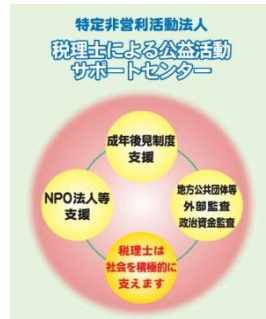 特定非営利活動法人
税理士による公益活動
サポートセンター
成年後見制度
支援
NPO法人等
支援
地方公共団体等
外部監査
政治資金監査
税理士は
社会を積極的に
支えます